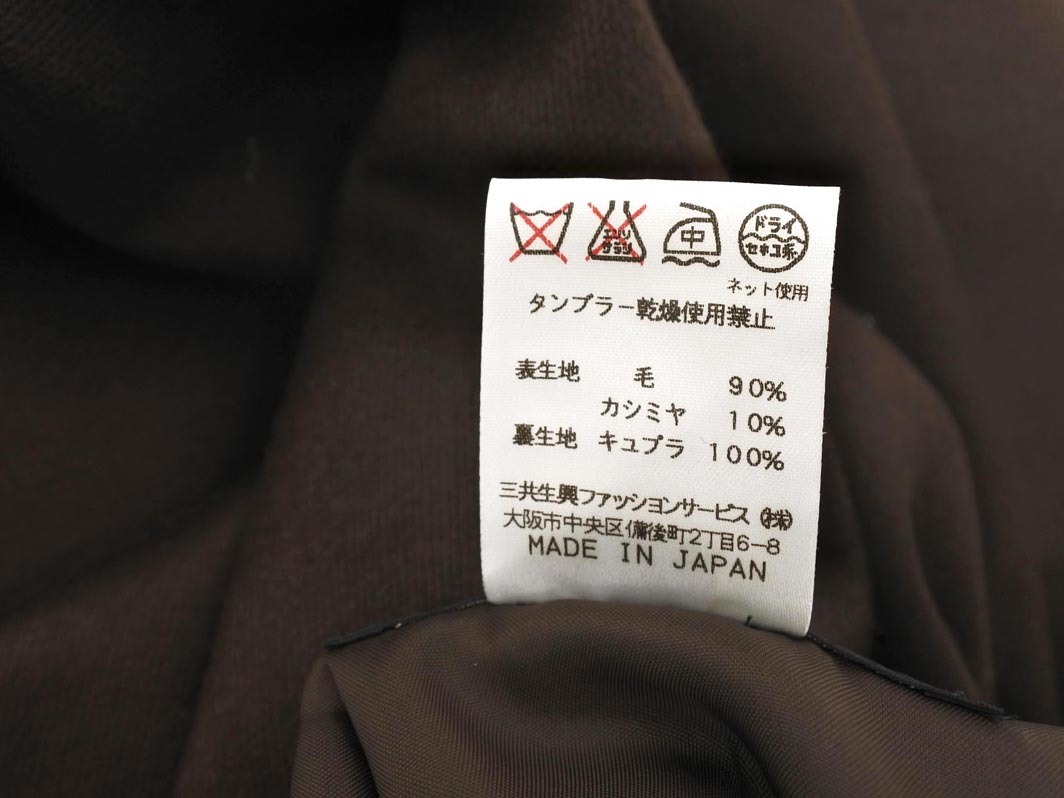 エンソ
サラシ
中
ドライ
セキユ系
ネット使用
タンブラー乾燥使用禁止
表生地 毛 90%
カシミヤ 10%
裏生地 キュプラ 100%
三共生興ファッションサービス(株)
大阪市中央区備後町2丁目6-8
MADE IN JAPAN